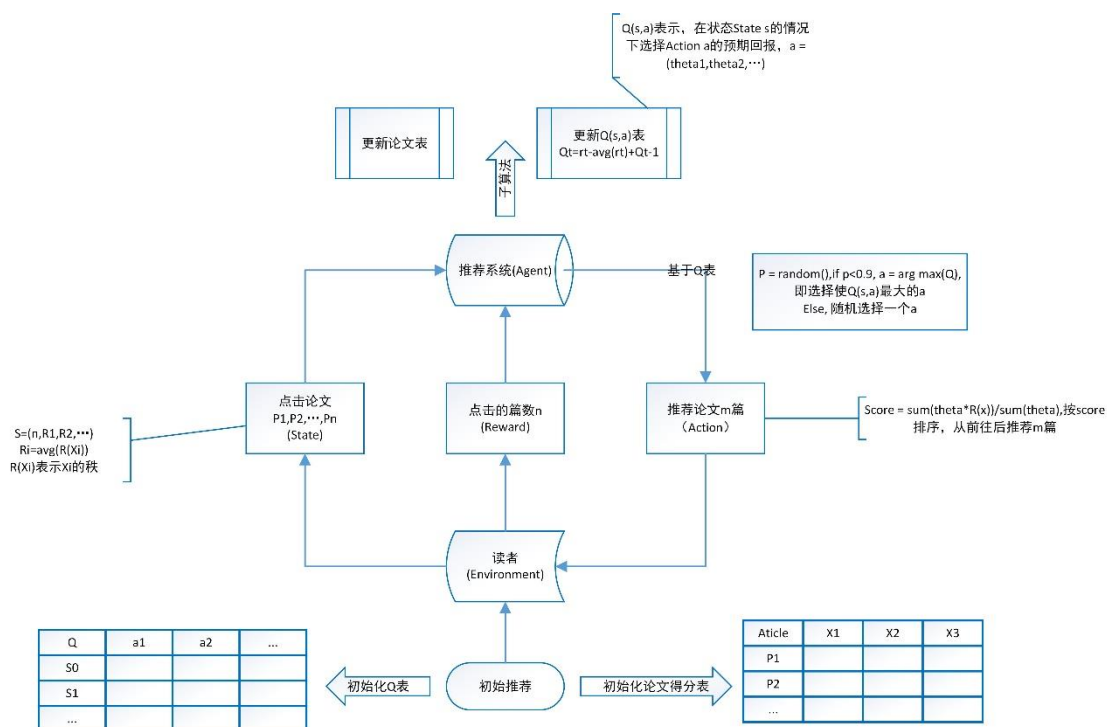 Q(s,a)表示，在状态State s的情况
下选择Action a的预期回报，a =
(theta1,theta2,…)
更新论文表
子算法
更新Q(s,a)表
Qt=rt-avg(rt)+Qt-1
推荐系统(Agent)
基于Q表
P = random(),if p<0.9, a = arg max(Q),
即选择使Q(s,a)最大的a
Else, 随机选择一个a
点击论文
P1,P2,…,Pn
(State)
点击的篇数n
(Reward)
推荐论文m篇
（Action）
Score = sum(theta*R(x))/sum(theta),按score
排序，从前往后推荐m篇
S=(n,R1,R2,…)
Ri=avg(R(Xi))
R(Xi)表示Xi的秩
读者
(Environment)
Q a1 a2 ...
S0
S1
...
初始化Q表
初始推荐
初始化论文得分表
Aticle X1 X2 X3
P1
P2
...